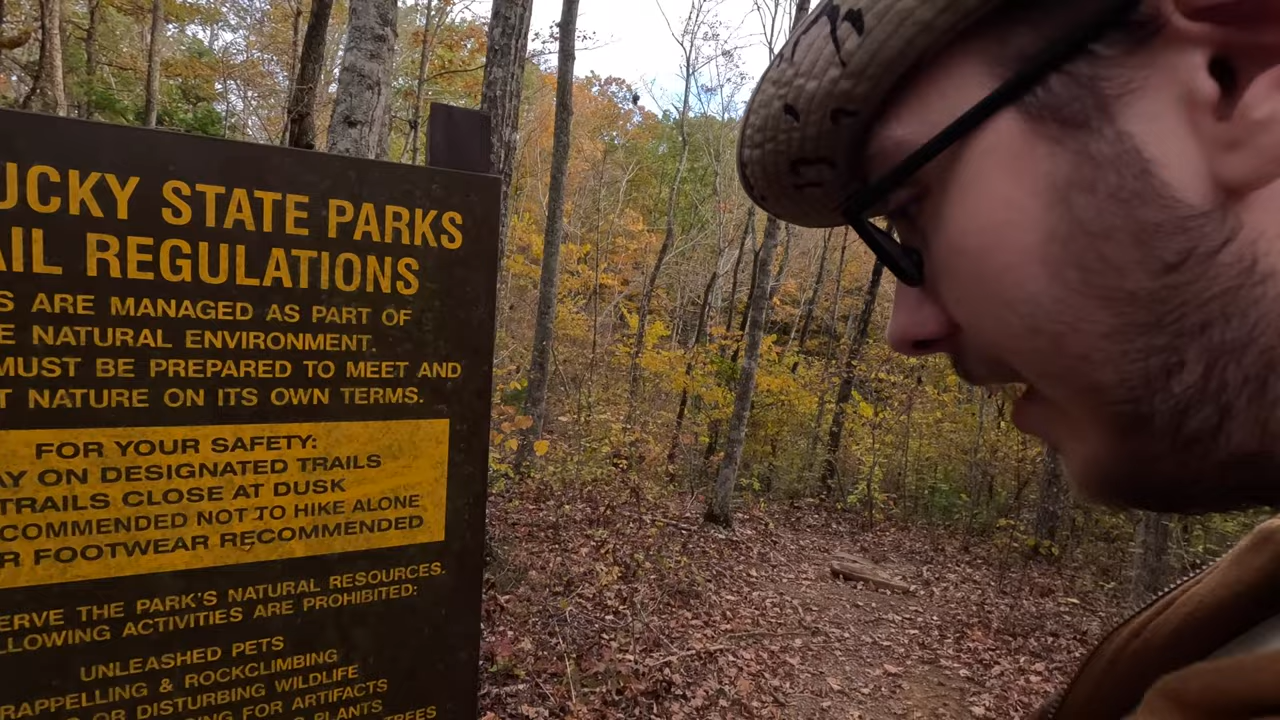 UCKY STATE PARKS
AIL REGULATIONS
S ARE MANAGED AS PART OF
E NATURAL ENVIRONMENT.
MUST BE PREPARED TO MEET AND
T NATURE ON ITS OWN TERMS.
FOR YOUR SAFETY:
AY ON DESIGNATED TRAILS
TRAILS CLOSE AT DUSK
COMMENDED NOT TO HIKE ALONE
R FOOTWEAR RECOMMENDED
ERVE THE PARK'S NATURAL RESOURCES.
LLOWING ACTIVITIES ARE PROHIBITED:
UNLEASHED PETS
RAPPELLING & ROCKCLIMBING
OR DISTURBING WILDLIFE
ING FOR ARTIFACTS
PLANTS
TREES